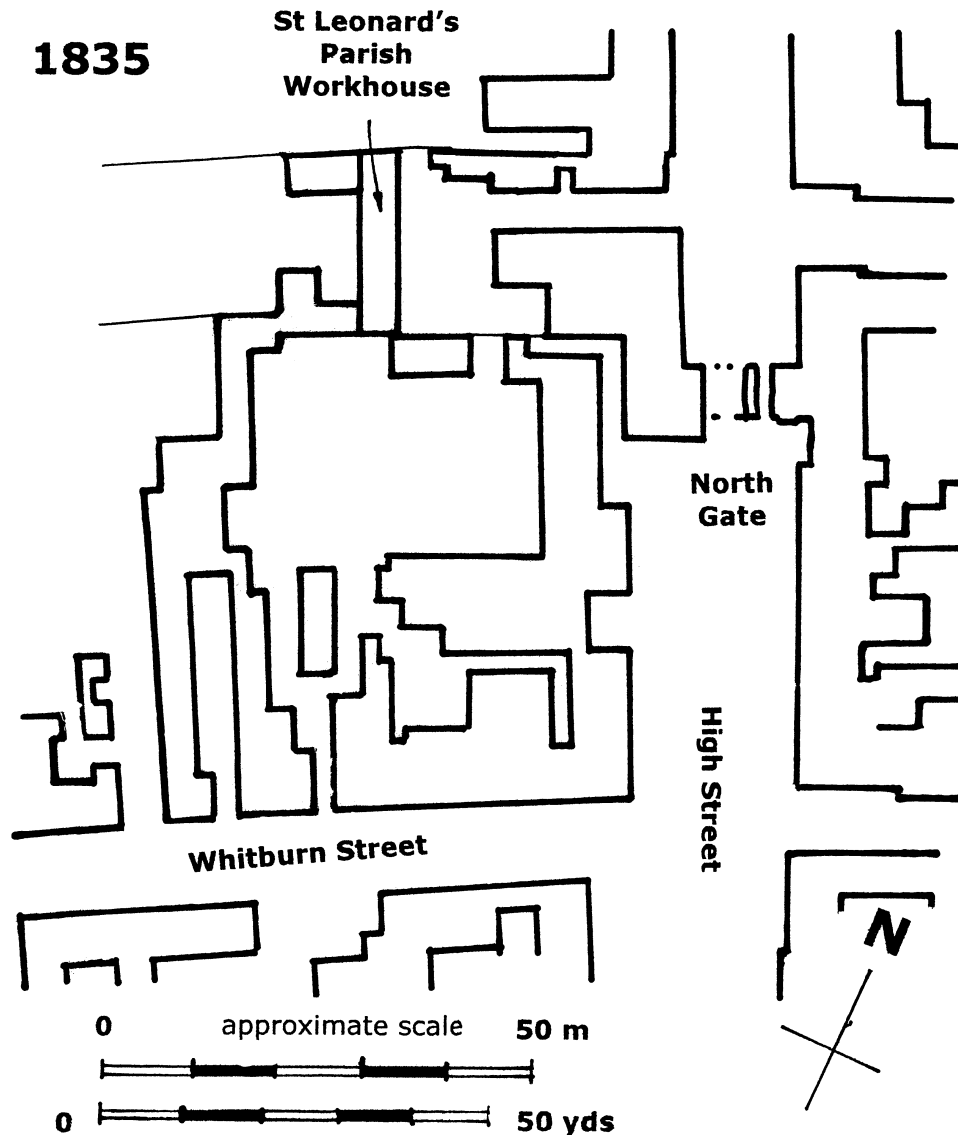 1835
St Leonard's
Parish
Workhouse
North
Gate
High Street
Whitburn Street
N
0 approximate scale 50 m
0 50 yds